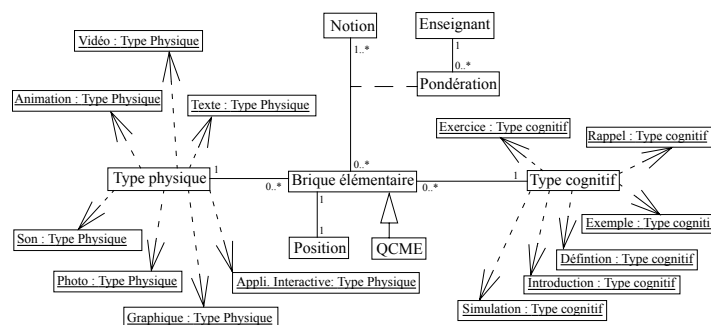 Notion
Enseignant
Vidéo : Type Physique
1..*
1
0..*
Pondération
Animation : Type Physique
Texte : Type Physique
Exercice : Type cognitif
Rappel : Type cognitif
0..*
Type physique
1
0..*
Brique élémentaire
0..*
1
Type cognitif
1
1
Exemple : Type cogniti
Son : Type Physique
Position
QCME
Défintion : Type cognitif
Photo : Type Physique
Appli. Interactive: Type Physique
Introduction : Type cognitif
Simulation : Type cognitif
Graphique : Type Physique